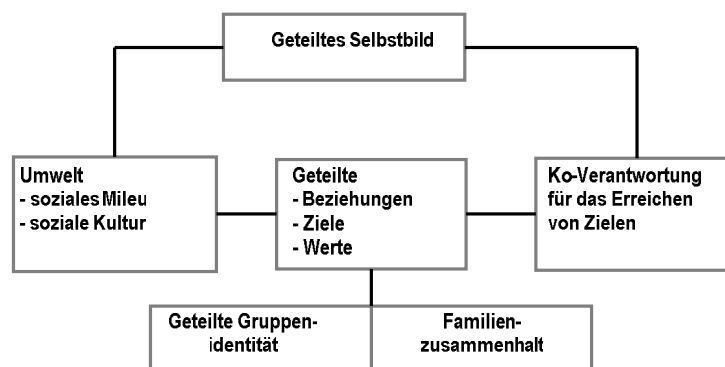 Geteiltes Selbstbild
Umwelt
- soziales Mileu
- soziale Kultur
Geteilte
- Beziehungen
- Ziele
- Werte
Ko-Verantwortung
für das Erreichen
von Zielen
Geteilte Gruppen-
identität
Familien-
zusammenhalt